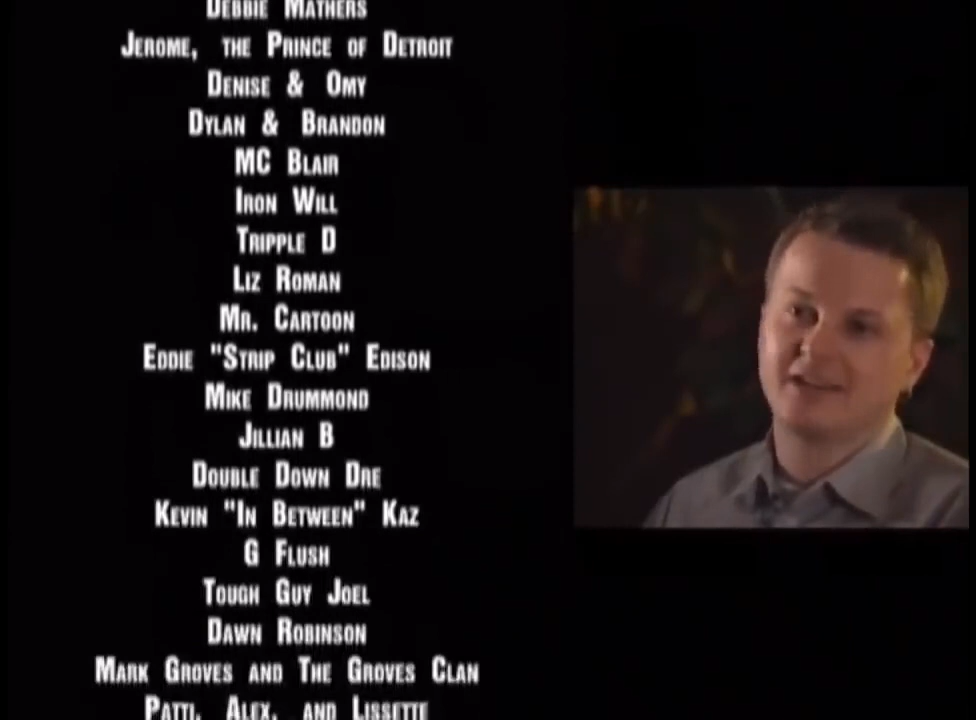 Debbie Mathers
Jerome, the Prince of Detroit
Denise & Omy
Dylan & Brandon
MC Blair
Iron Will
Tripple D
Liz Roman
Mr. Cartoon
Eddie "Strip Club" Edison
Mike Drummond
Jillian B
Double Down Dre
Kevin "In Between" Kaz
G Flush
Tough Guy Joel
Dawn Robinson
Mark Groves and The Groves Clan
Patti, Alex, and Lissette